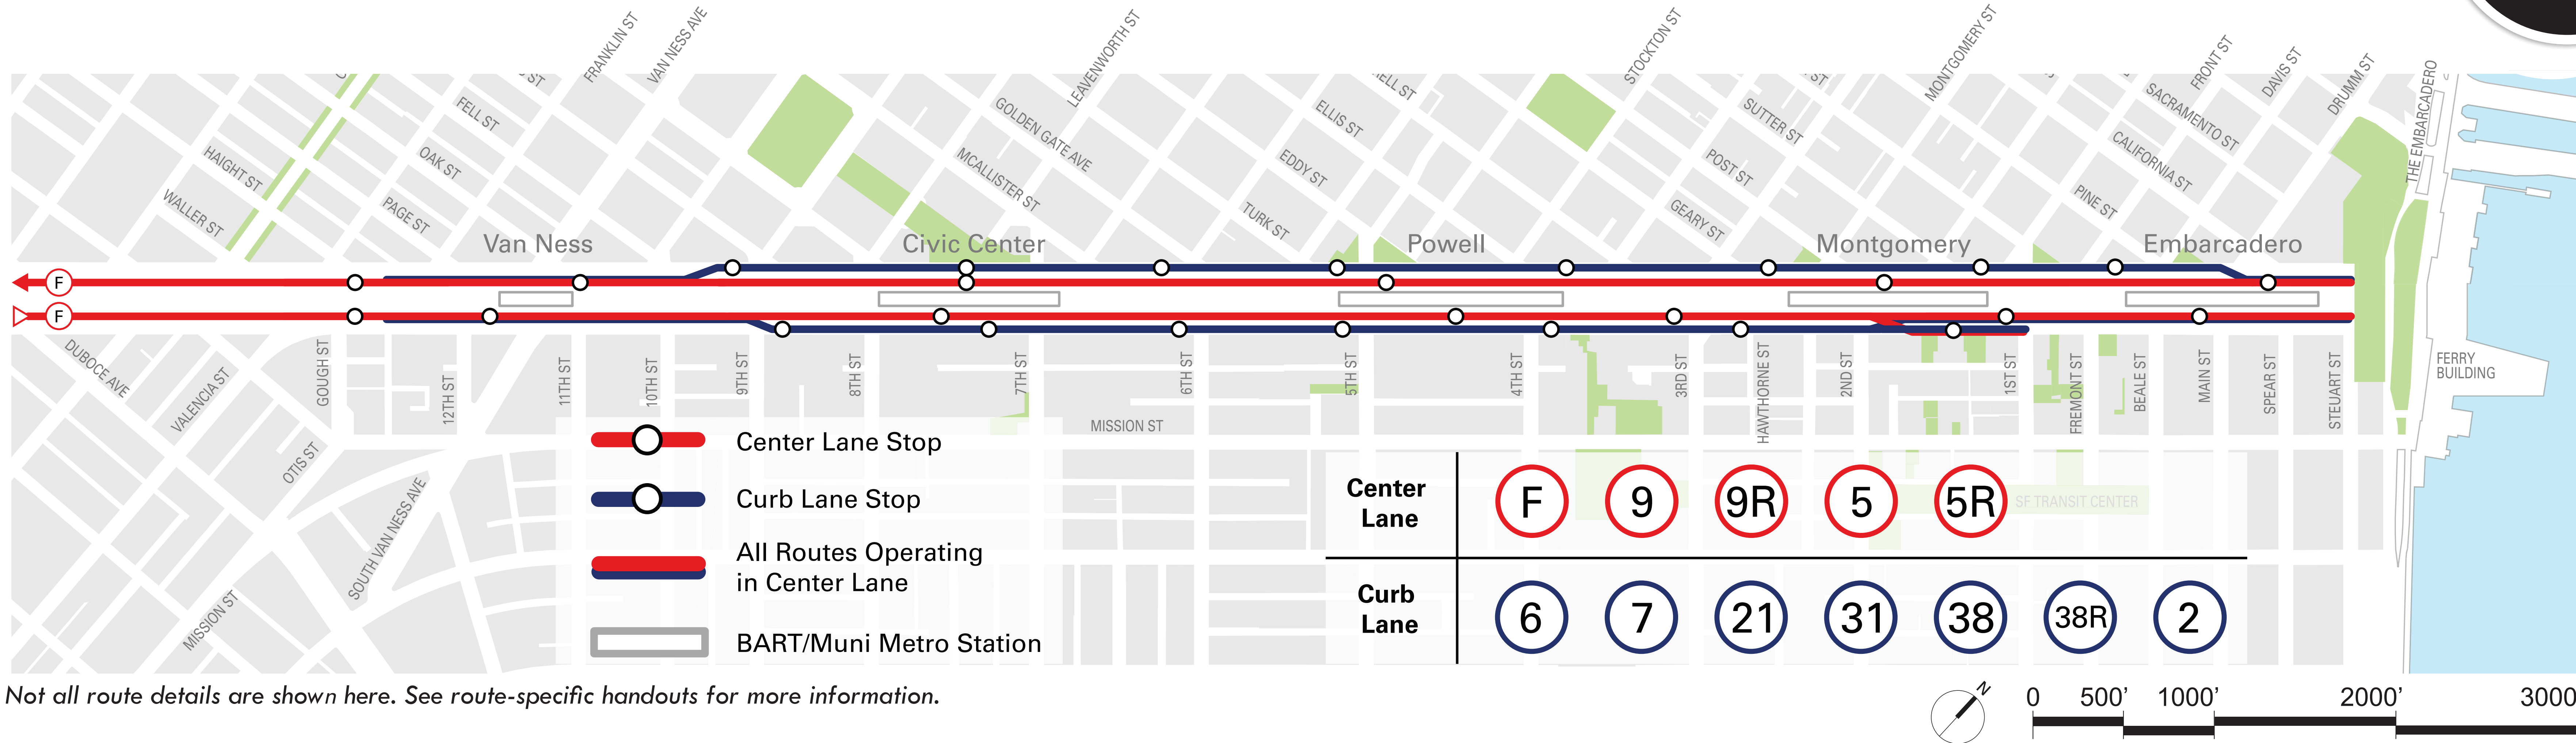 FRANKLIN ST
VAN NESS AVE
LEAVENWORTH ST
STOCKTON ST
MONTGOMERY ST
FRONT ST
DAVIS ST
DRUMM ST
THE EMBARCADERO
FELL ST
OAK ST
PAGE ST
HAIGHT ST
WALLER ST
GOLDEN GATE AVE
MCALLISTER ST
ELLIS ST
EDDY ST
TURK ST
SUTTER ST
POST ST
GEARY ST
SACRAMENTO ST
CALIFORNIA ST
PINE ST
Van Ness
Civic Center
Powell
Montgomery
Embarcadero
F
F
DUBOCE AVE
VALENCIA ST
GOUGH ST
12TH ST
11TH ST
10TH ST
9TH ST
8TH ST
7TH ST
6TH ST
5TH ST
4TH ST
3RD ST
HAWTHORNE ST
2ND ST
1ST ST
FREMONT ST
BEALE ST
MAIN ST
SPEAR ST
STEUART ST
FERRY
BUILDING
OTIS ST
SOUTH VAN NESS AVE
MISSION ST
MISSION ST
SF TRANSIT CENTER
Center Lane Stop
Curb Lane Stop
All Routes Operating
in Center Lane
BART/Muni Metro Station
Center
Lane
F 9 9R 5 5R
Curb
Lane
6 7 21 31 38 38R 2
Not all route details are shown here. See route-specific handouts for more information.
N
0 500' 1000' 2000' 3000